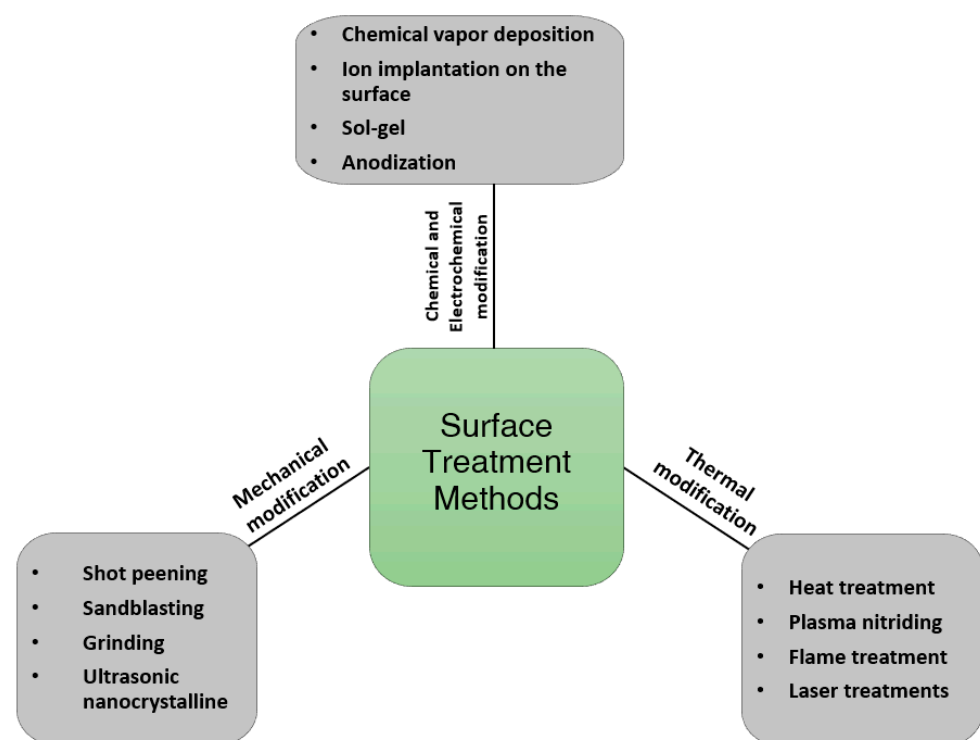 • Chemical vapor deposition
• Ion implantation on the
surface
• Sol-gel
• Anodization
Chemical and
Electrochemical
modification
Surface
Treatment
Methods
Mechanical
modification
Thermal
modification
• Shot peening
• Sandblasting
• Grinding
• Ultrasonic
nanocrystalline
• Heat treatment
• Plasma nitriding
• Flame treatment
• Laser treatments